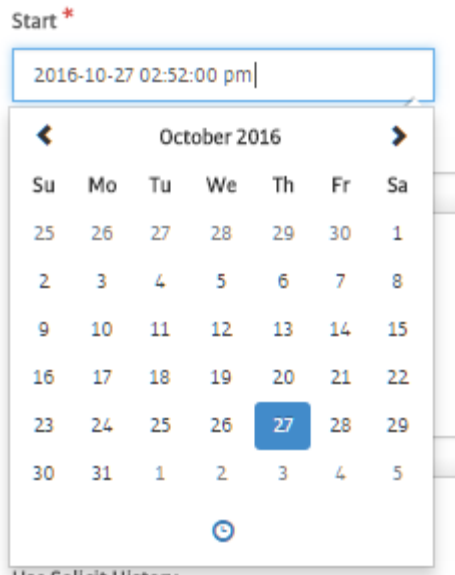 Start *
2016-10-27 02:52:00 pm
October 2016
Su Mo Tu We Th Fr Sa
25 26 27 28 29 30 1
2 3 4 5 6 7 8
9 10 11 12 13 14 15
16 17 18 19 20 21 22
23 24 25 26 27 28 29
30 31 1 2 3 4 5